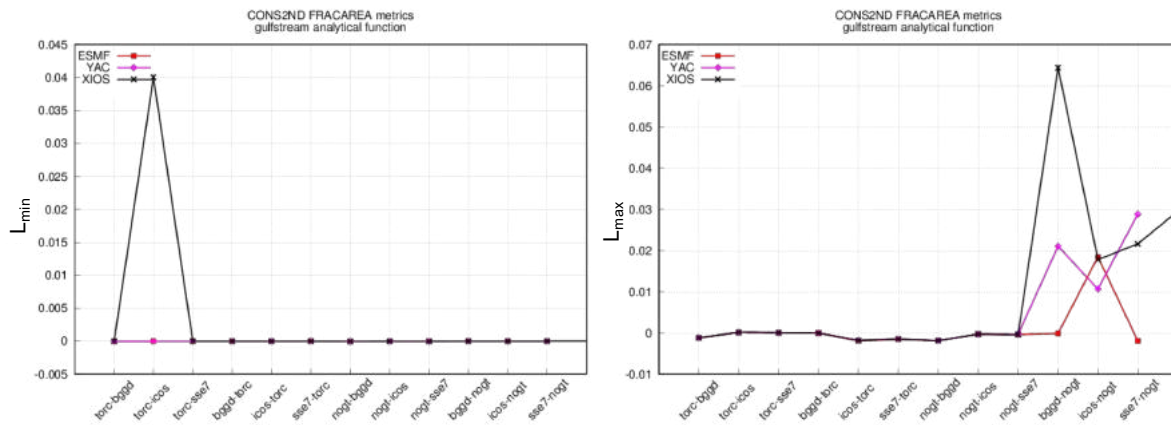 CONS2ND FRACAREA metrics
gulfstream analytical function
ESMF
YAC
XIOS
0.045
0.04
0.035
0.03
0.025
0.02
0.015
0.01
0.005
0
-0.005
Lmin
torc-bggd
torc-icos
torc-sse7
bggd-torc
icos-torc
sse7-torc
nogt-bggd
nogt-icos
nogt-sse7
bggd-nogt
icos-nogt
sse7-nogt
CONS2ND FRACAREA metrics
gulfstream analytical function
ESMF
YAC
XIOS
0.07
0.06
0.05
0.04
0.03
0.02
0.01
0
-0.01
Lmax
torc-bggd
torc-icos
torc-sse7
bggd-torc
icos-torc
sse7-torc
nogt-bggd
nogt-icos
nogt-sse7
bggd-nogt
icos-nogt
sse7-nogt